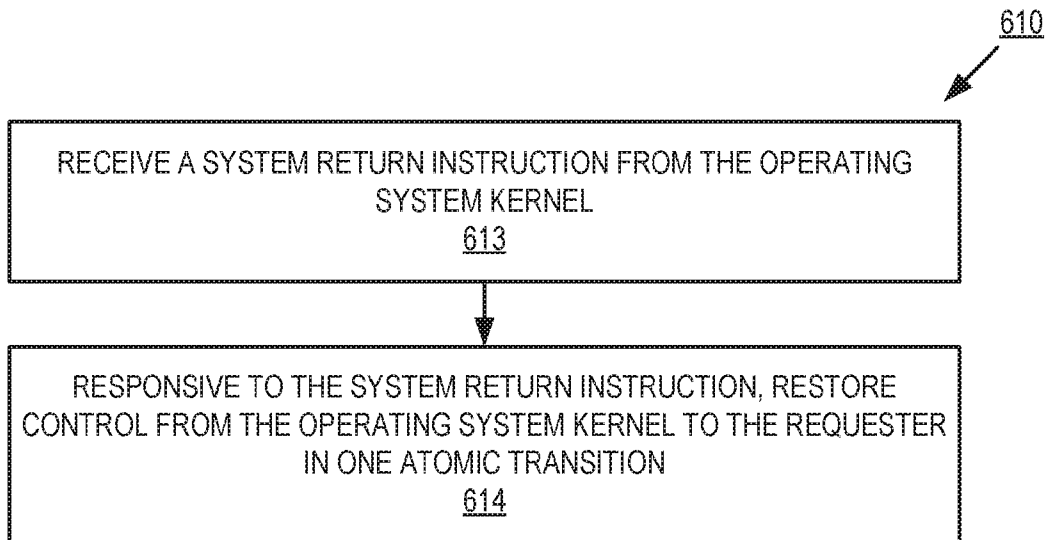 610
RECEIVE A SYSTEM RETURN INSTRUCTION FROM THE OPERATING
SYSTEM KERNEL
613
RESPONSIVE TO THE SYSTEM RETURN INSTRUCTION, RESTORE
CONTROL FROM THE OPERATING SYSTEM KERNEL TO THE REQUESTER
IN ONE ATOMIC TRANSITION
614